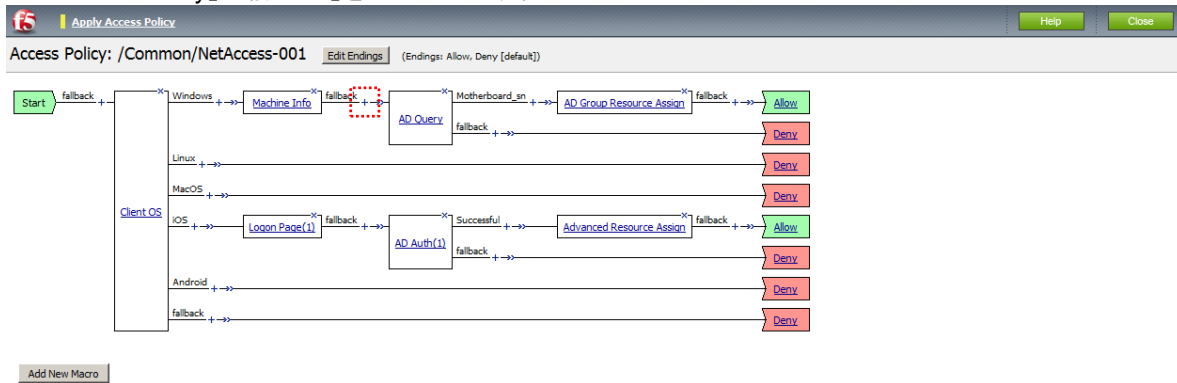 f5 Apply Access Policy Help Close
Access Policy: /Common/NetAccess-001 Edit Endings (Endings: Allow, Deny [default])
Start fallback + Windows + Machine Info fallback + AD Query Motherboard_sn + AD Group Resource Assign fallback + Allow
fallback + Deny
Linux + Deny
MacOS + Deny
Client OS
iOS + Logon Page(1) fallback + AD Auth(1) Successful + Advanced Resource Assign fallback + Allow
fallback + Deny
Android + Deny
fallback + Deny
Add New Macro